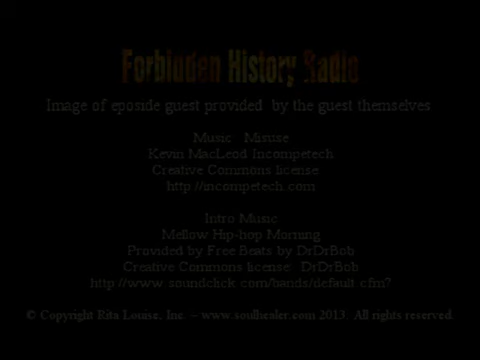 Forbidden History Radio
Image of eposide guest provided by the guest themselves
Music Misuse
Kevin MacLeod Incompetech
Creative Commons license
http://incompetech.com
Intro Music
Mellow Hip-hop Morning
Provided by Free Beats by DrDrBob
Creative Commons license: DrDrBob
http://www.soundclick.com/bands/default.cfm?
© Copyright Rita Louise, Inc. – www.soulhealer.com 2013. All rights reserved.